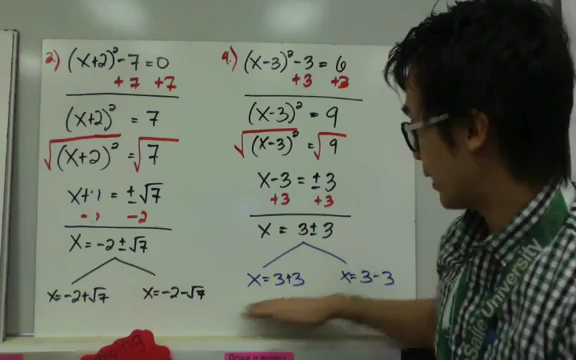 3) (x+2)² - 7 = 0
+7 +7
(x+2)² = 7
√(x+2)² = √7
x+2 = ±√7
-2 -2
x = -2±√7
x = -2+√7 x = -2-√7
4.) (x-3)² - 3 = 6
+3 +3
(x-3)² = 9
√(x-3)² = √9
x-3 = ±3
+3 +3
x = 3±3
x = 3+3 x = 3-3
University